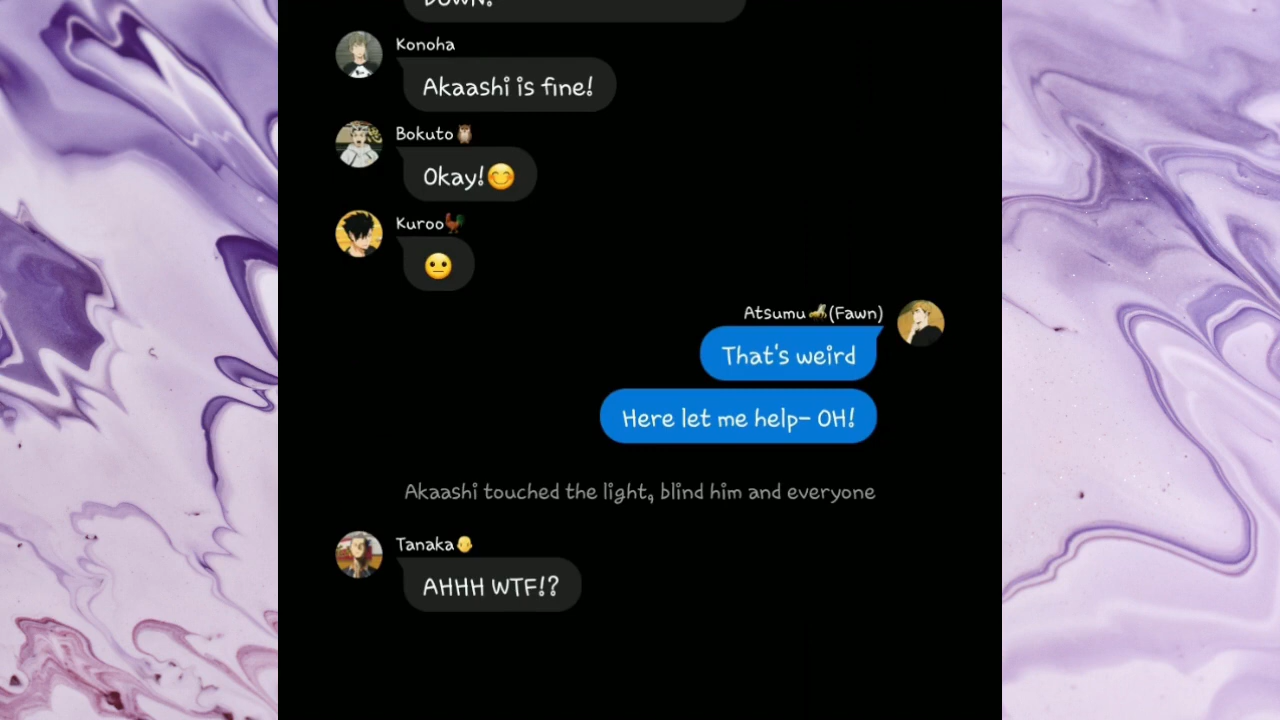 DOWN!
Konoha
Akaashi is fine!
Bokuto🦉
Okay!😊
Kuroo🐓
😐
Atsumu🦂(Fawn)
That's weird
Here let me help- OH!
Akaashi touched the light, blind him and everyone
Tanaka👨‍🦲
AHHH WTF!?